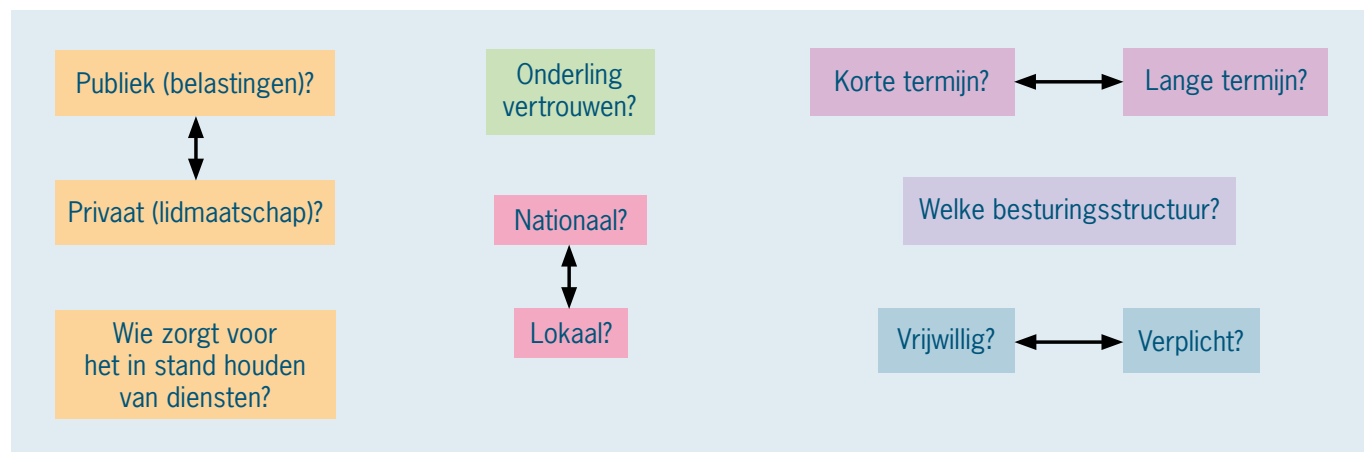 Publiek (belastingen)?
Privaat (lidmaatschap)?
Wie zorgt voor
het in stand houden
van diensten?
Onderling
vertrouwen?
Nationaal?
Lokaal?
Korte termijn?
Lange termijn?
Welke besturingsstructuur?
Vrijwillig?
Verplicht?